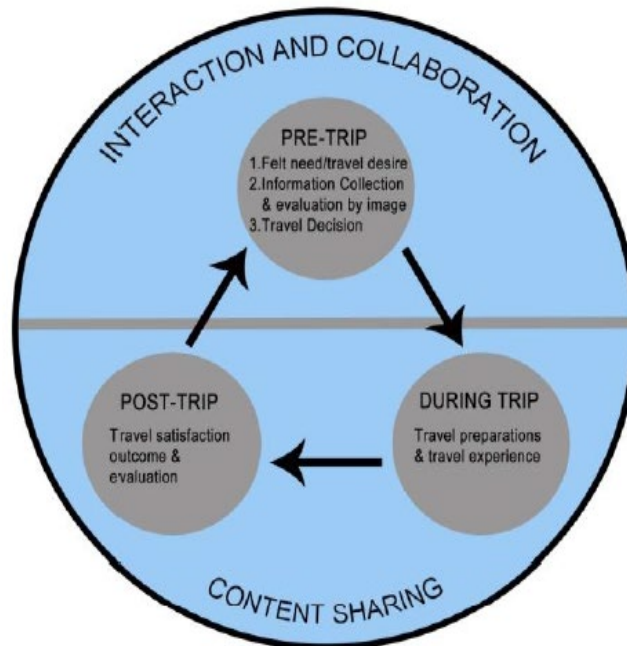 INTERACTION AND COLLABORATION
PRE-TRIP
1.Felt need/travel desire
2.Information Collection
& evaluation by image
3.Travel Decision
POST-TRIP
Travel satisfaction
outcome &
evaluation
DURING TRIP
Travel preparations
& travel experience
CONTENT SHARING